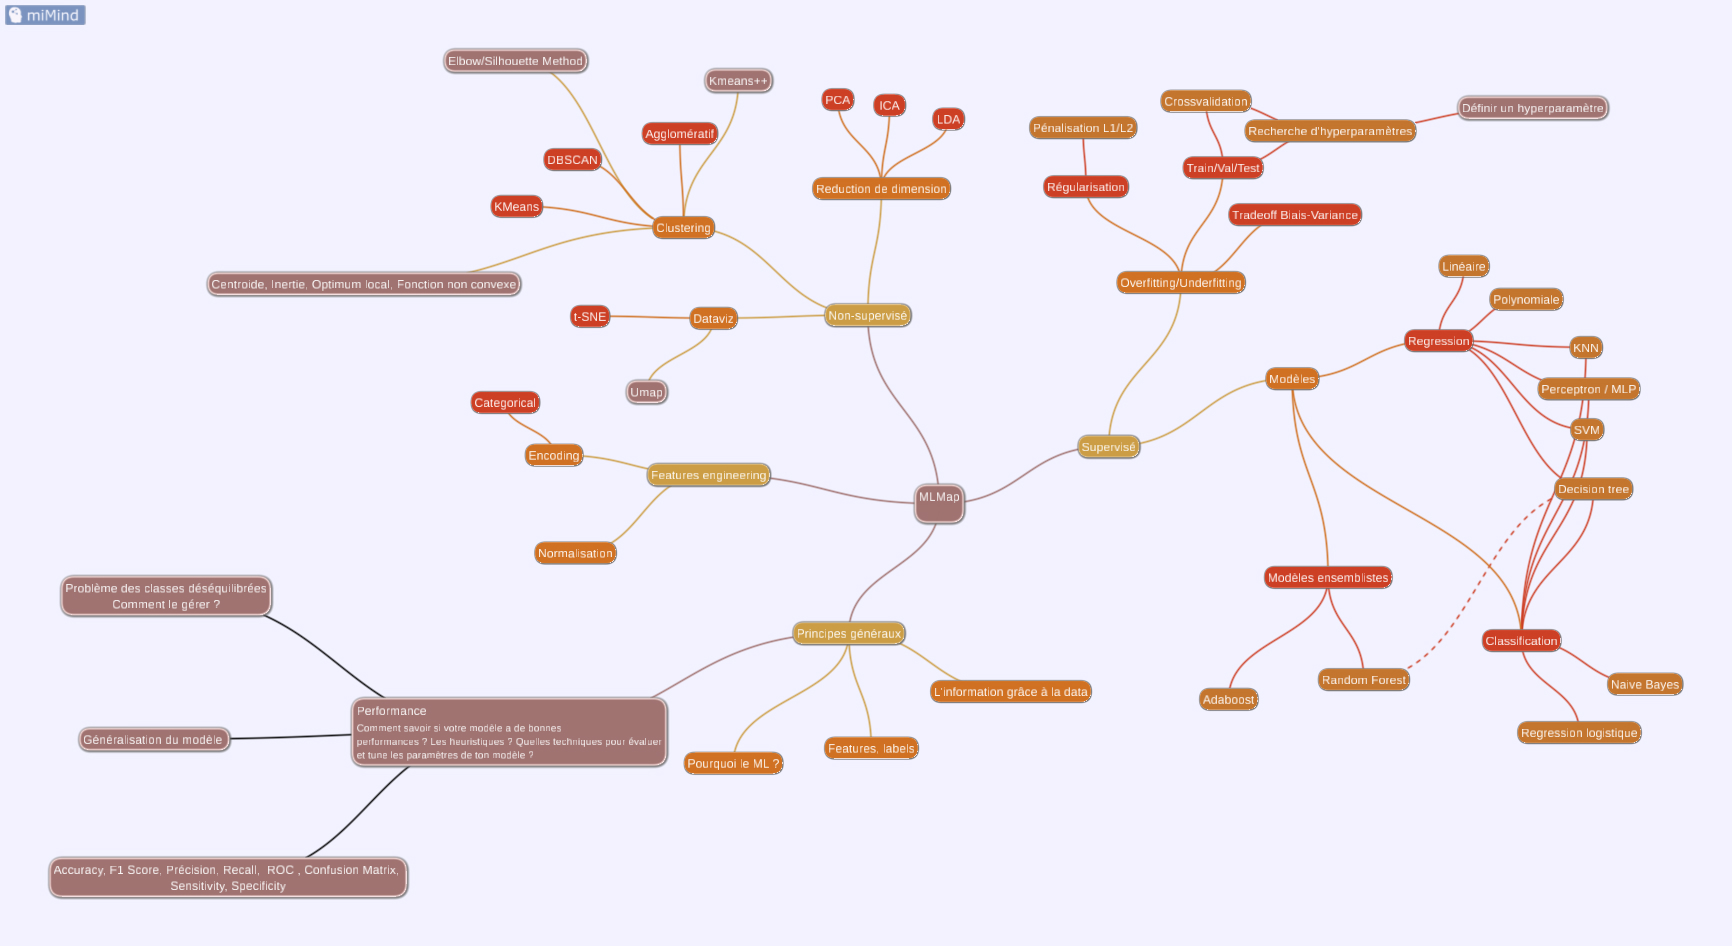 miMind
Elbow/Silhouette Method
Kmeans++
PCA
ICA
LDA
Agglomératif
DBSCAN
KMeans
Reduction de dimension
Clustering
Centroide, Inertie, Optimum local, Fonction non convexe
Non-supervisé
t-SNE
Dataviz
Umap
Crossvalidation
Définir un hyperparamètre
Pénalisation L1/L2
Recherche d'hyperparamètres
Train/Val/Test
Régularisation
Tradeoff Biais-Variance
Overfitting/Underfitting
Linéaire
Polynomiale
Regression
KNN
Modèles
Perceptron / MLP
SVM
Supervisé
Decision tree
Categorical
Encoding
Features engineering
MLMap
Normalisation
Modèles ensemblistes
Classification
Random Forest
Adaboost
Naive Bayes
Regression logistique
Problème des classes déséquilibrées
Comment le gérer ?
Principes généraux
L'information grâce à la data
Features, labels
Pourquoi le ML ?
Performance
Comment savoir si votre modèle a de bonnes
performances ? Les heuristiques ? Quelles techniques pour évaluer
et tune les paramètres de ton modèle ?
Généralisation du modèle
Accuracy, F1 Score, Précision, Recall,  ROC , Confusion Matrix,
Sensitivity, Specificity